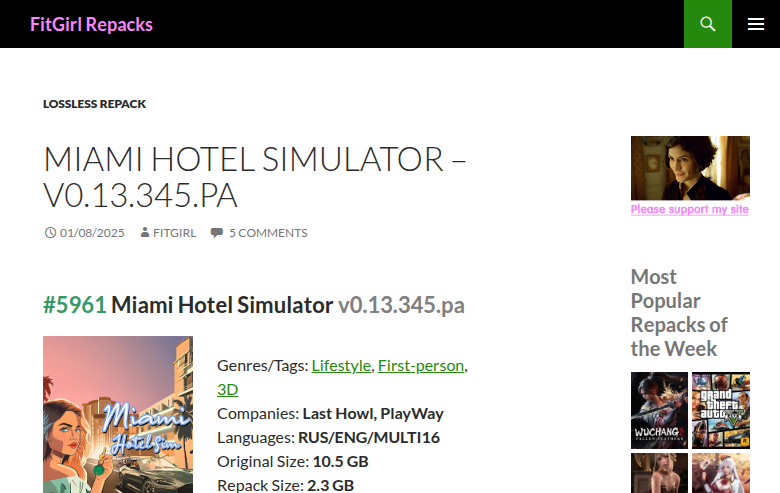 FitGirl Repacks
LOSSLESS REPACK
MIAMI HOTEL SIMULATOR –
V0.13.345.PA
01/08/2025 FITGIRL 5 COMMENTS
#5961 Miami Hotel Simulator v0.13.345.pa
Miami
HotelSim
Genres/Tags: Lifestyle, First-person,
3D
Companies: Last Howl, PlayWay
Languages: RUS/ENG/MULTI16
Original Size: 10.5 GB
Repack Size: 2.3 GB
Please support my site
Most
Popular
Repacks of
the Week
WUCHANG
FALLEN FEATHERS
grand
theft
auto V